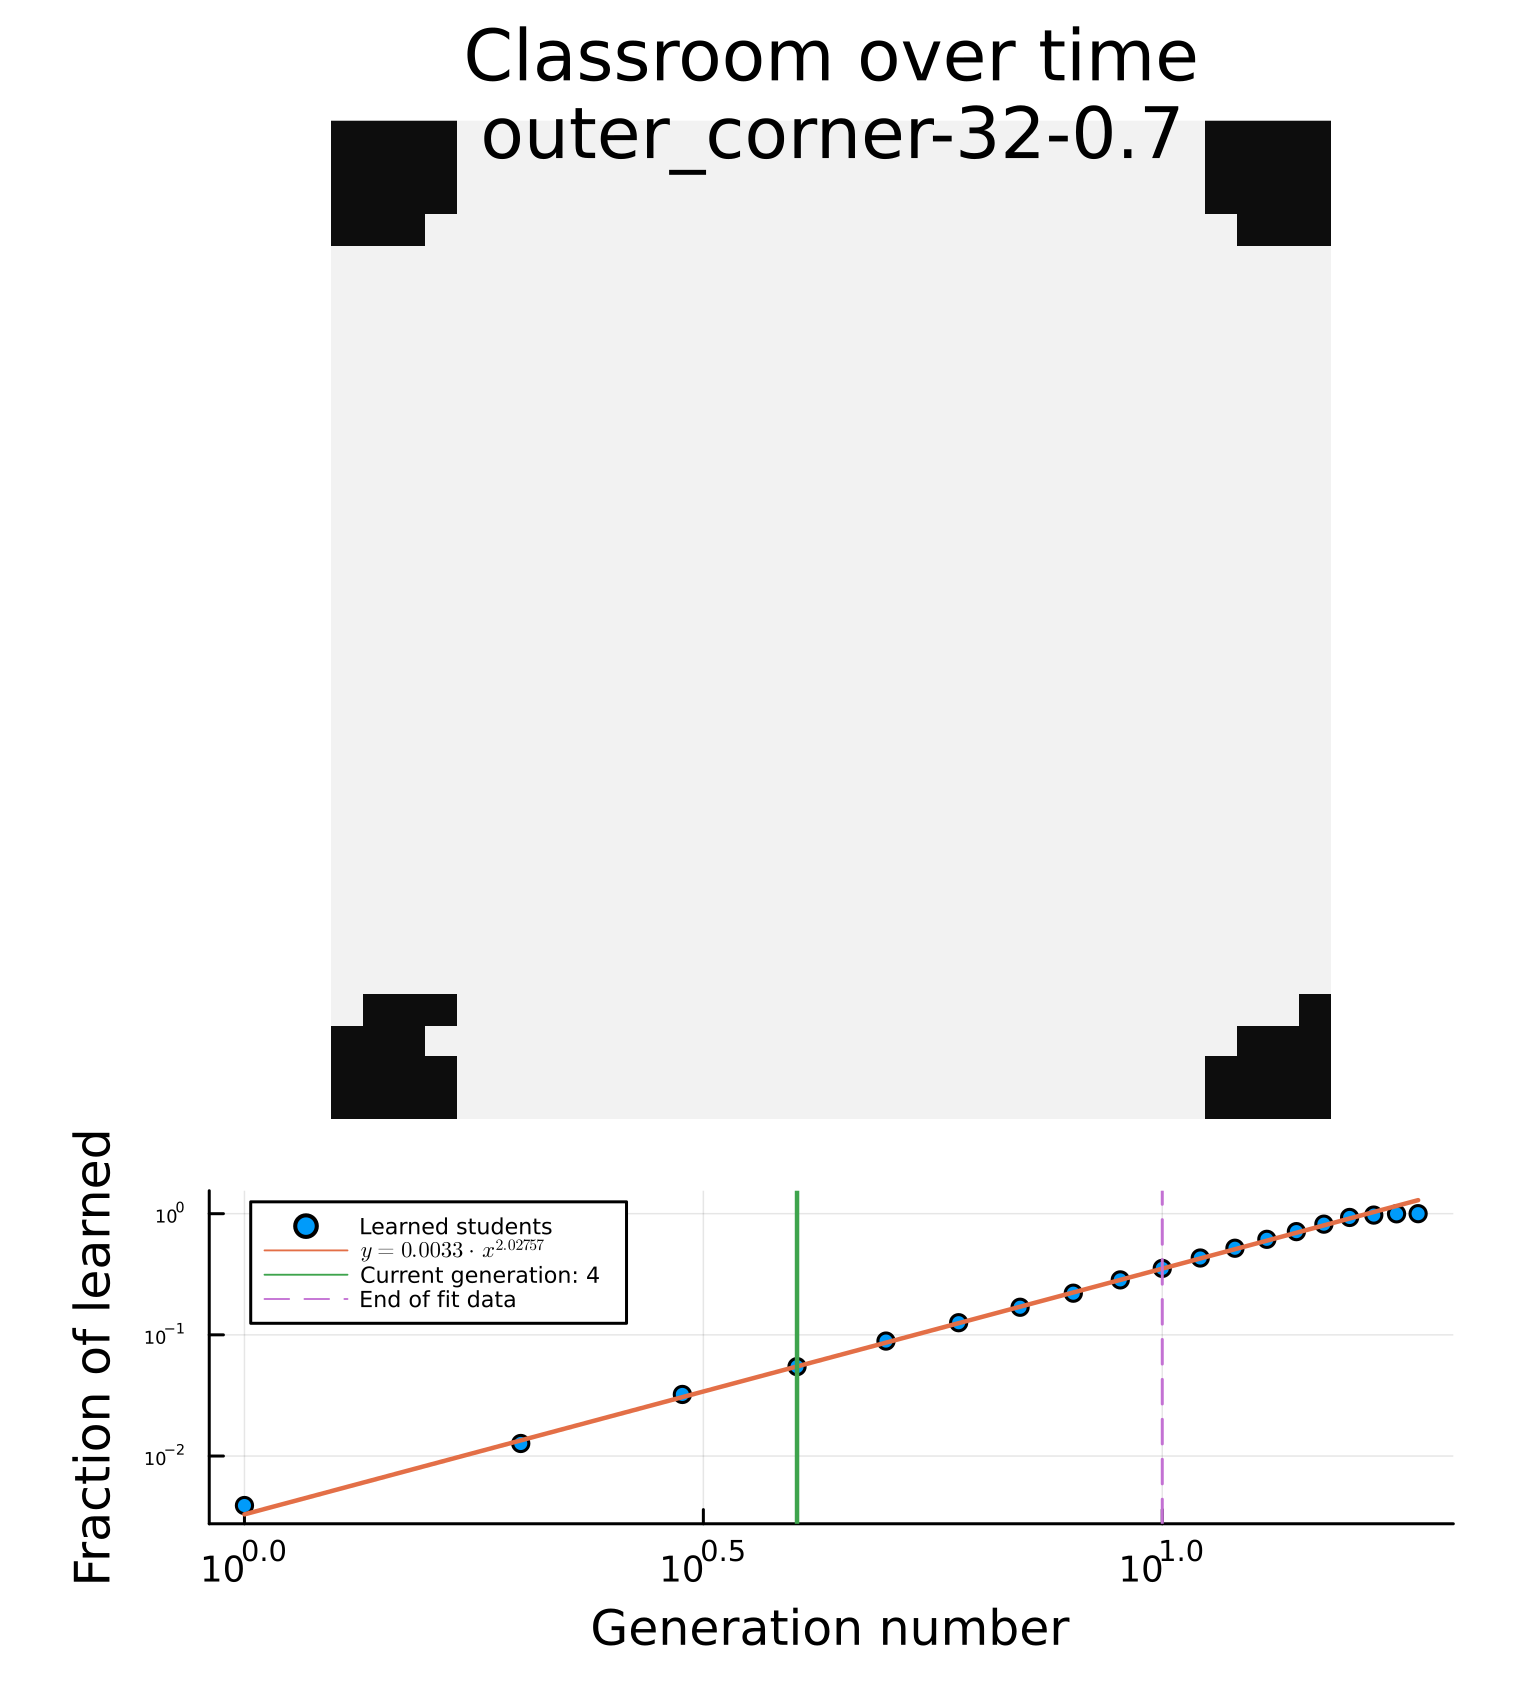 Classroom over time
outer_corner-32-0.7
Fraction of learned
10^0
10^-1
10^-2
Learned students
y = 0.0033 · x^2.02757
Current generation: 4
End of fit data
10^0.0
10^0.5
10^1.0
Generation number